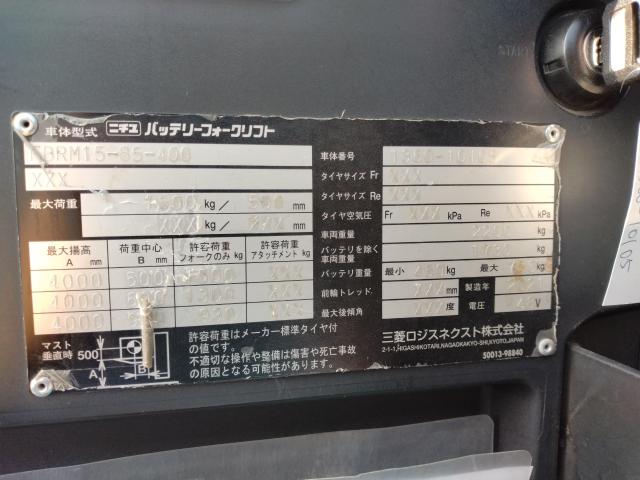 START
車体型式 ニチユ バッテリーフォークリフト
FBRM15-85-400
XXX
最大荷重 1500 kg / 500 mm
XXX kg / XXX mm
最大揚高 A mm 荷重中心 B mm 許容荷重 フォークのみ kg 許容荷重 アタッチメント kg
4000 500 1500 XXX
4000 600 XXX
4000
マスト垂直時 500
A
B
許容荷重はメーカー標準タイヤ付の値です。
不適切な操作や整備は傷害や死亡事故の原因となる可能性があります。
車体番号
タイヤサイズ Fr XXX
タイヤサイズ Re XXX
タイヤ空気圧 Fr XXX kPa Re XX kPa
車両重量 kg
バッテリを除く車両重量 kg
バッテリ重量 最小 kg 最大
前輪トレッド mm 製造年
最大後傾角 度 電圧 48 V
三菱ロジスネクスト株式会社
2-1-1,HIGASHIKOTARI,NAGAOKAKYO-SHI,KYOTO,JAPAN
50013-98840